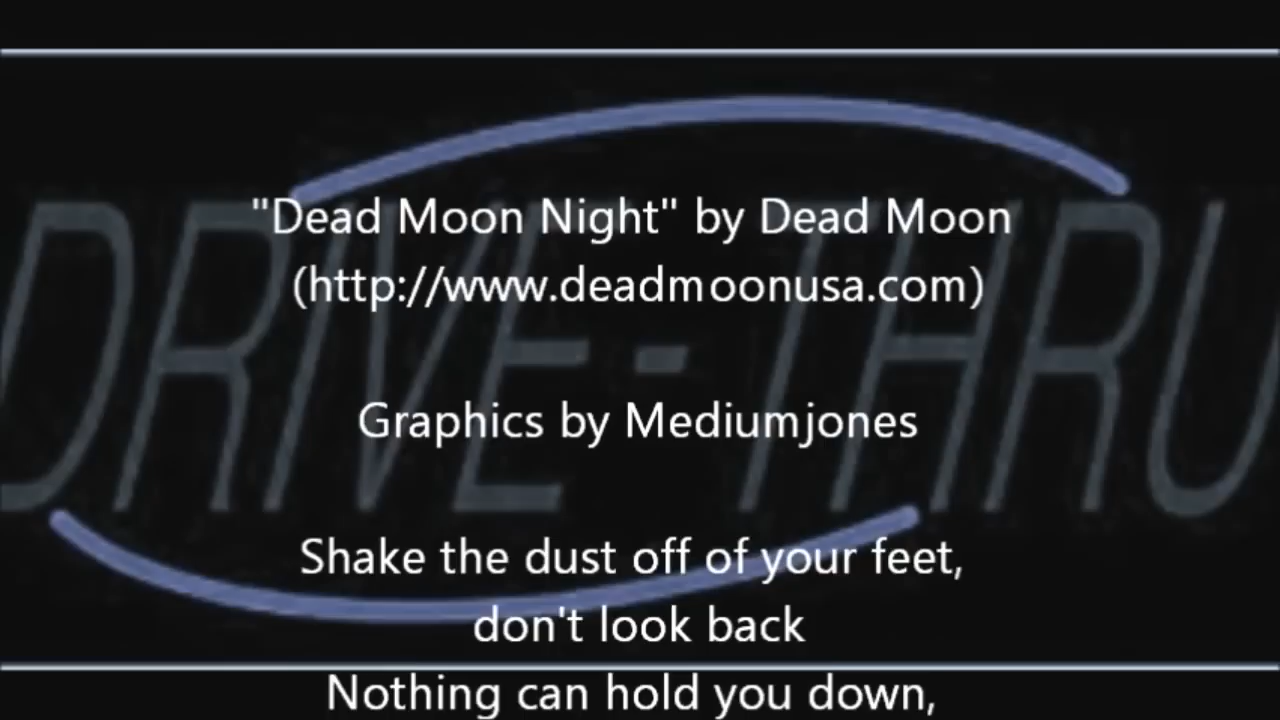 DRIVE-THRU
"Dead Moon Night" by Dead Moon
(http://www.deadmoonusa.com)
Graphics by Mediumjones
Shake the dust off of your feet,
don't look back
Nothing can hold you down,